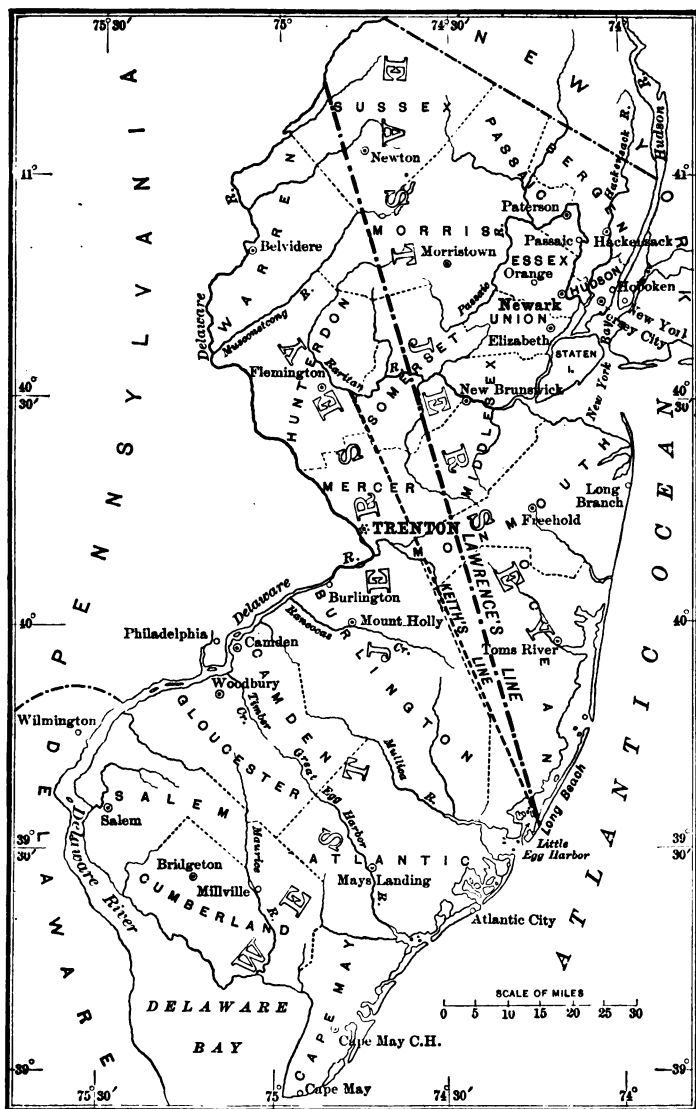 75°30′ 75° 74°30′ 74°
NEW YORK
PENNSYLVANIA
SUSSEX
Newton
PASSAIC
BERGEN
Hackensack R.
Hudson R.
11° 41°
WARREN
R.
Paterson
Belvidere
MORRIS
R.
Passaic
Hackensack
Morristown
ESSEX
Orange
HUDSON
Hoboken
Delaware
Musconetcong R.
Passaic
Newark
New York
ersey City
UNION
Elizabeth
Bay
STATEN I.
New York
HUNTERDON
Raritan R.
SOMERSET
Flemington
40°30′ 40°30′
New Brunswick
MIDDLESEX
MERCER
MONMOUTH
Long Branch
Freehold
TRENTON
R.
Delaware
Burlington
Rancocas Cr.
Mount Holly
BURLINGTON
KEITH'S LINE
LAWRENCE'S LINE
OCEAN
Toms River
EAST JERSEY
WEST JERSEY
ATLANTIC OCEAN
40° 40°
Philadelphia
Camden
CAMDEN
Woodbury
Timber Cr.
Wilmington
GLOUCESTER
Great Egg Harbor R.
Mullica R.
Long Beach
Little Egg Harbor
DELAWARE
SALEM
Salem
39°30′ 39°30′
Delaware River
Maurice R.
Bridgeton
Millville
CUMBERLAND
ATLANTIC
Mays Landing
Atlantic City
DELAWARE BAY
CAPE MAY
Cape May C.H.
Cape May
SCALE OF MILES
0 5 10 15 20 25 30
39° 39°
75°30′ 75° 74°30′ 74°